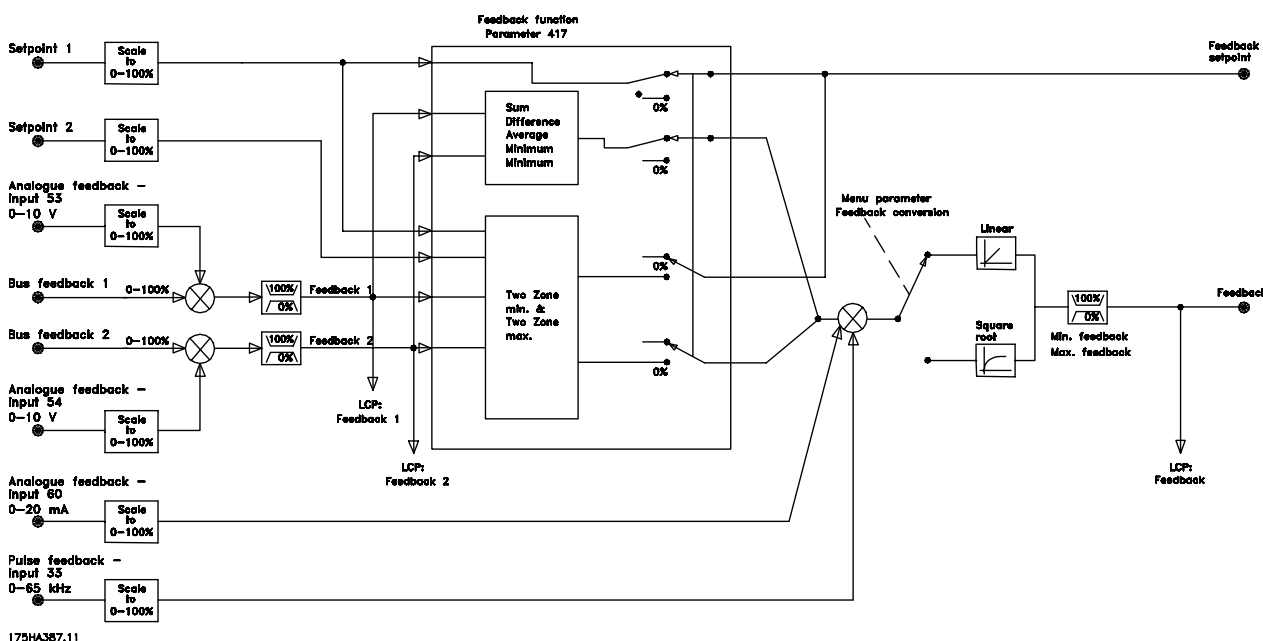 Feedback function
Parameter 417
Setpoint 1
Scale
to
0-100%
Feedback
setpoint
0%
Sum
Difference
Average
Minimum
Minimum
0%
Setpoint 2
Scale
to
0-100%
Analogue feedback -
input 53
0-10 V
Scale
to
0-100%
Menu parameter
Feedback conversion
Linear
Bus feedback 1
0-100%
100%
0%
Feedback 1
Two Zone
min. &
Two Zone
max.
0%
0%
Bus feedback 2
0-100%
100%
0%
Feedback 2
Square
root
100%
0%
Min. feedback
Max. feedback
Feedback
Analogue feedback -
input 54
0-10 V
Scale
to
0-100%
LCP:
Feedback 1
LCP:
Feedback 2
LCP:
Feedback
Analogue feedback -
input 60
0-20 mA
Scale
to
0-100%
Pulse feedback -
input 33
0-65 kHz
Scale
to
0-100%
175HA387.11